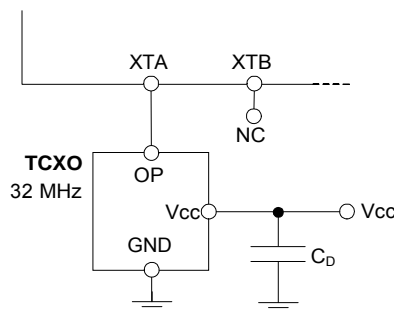 XTA
XTB
NC
TCXO
32 MHz
OP
Vcc
Vcc
GND
CD